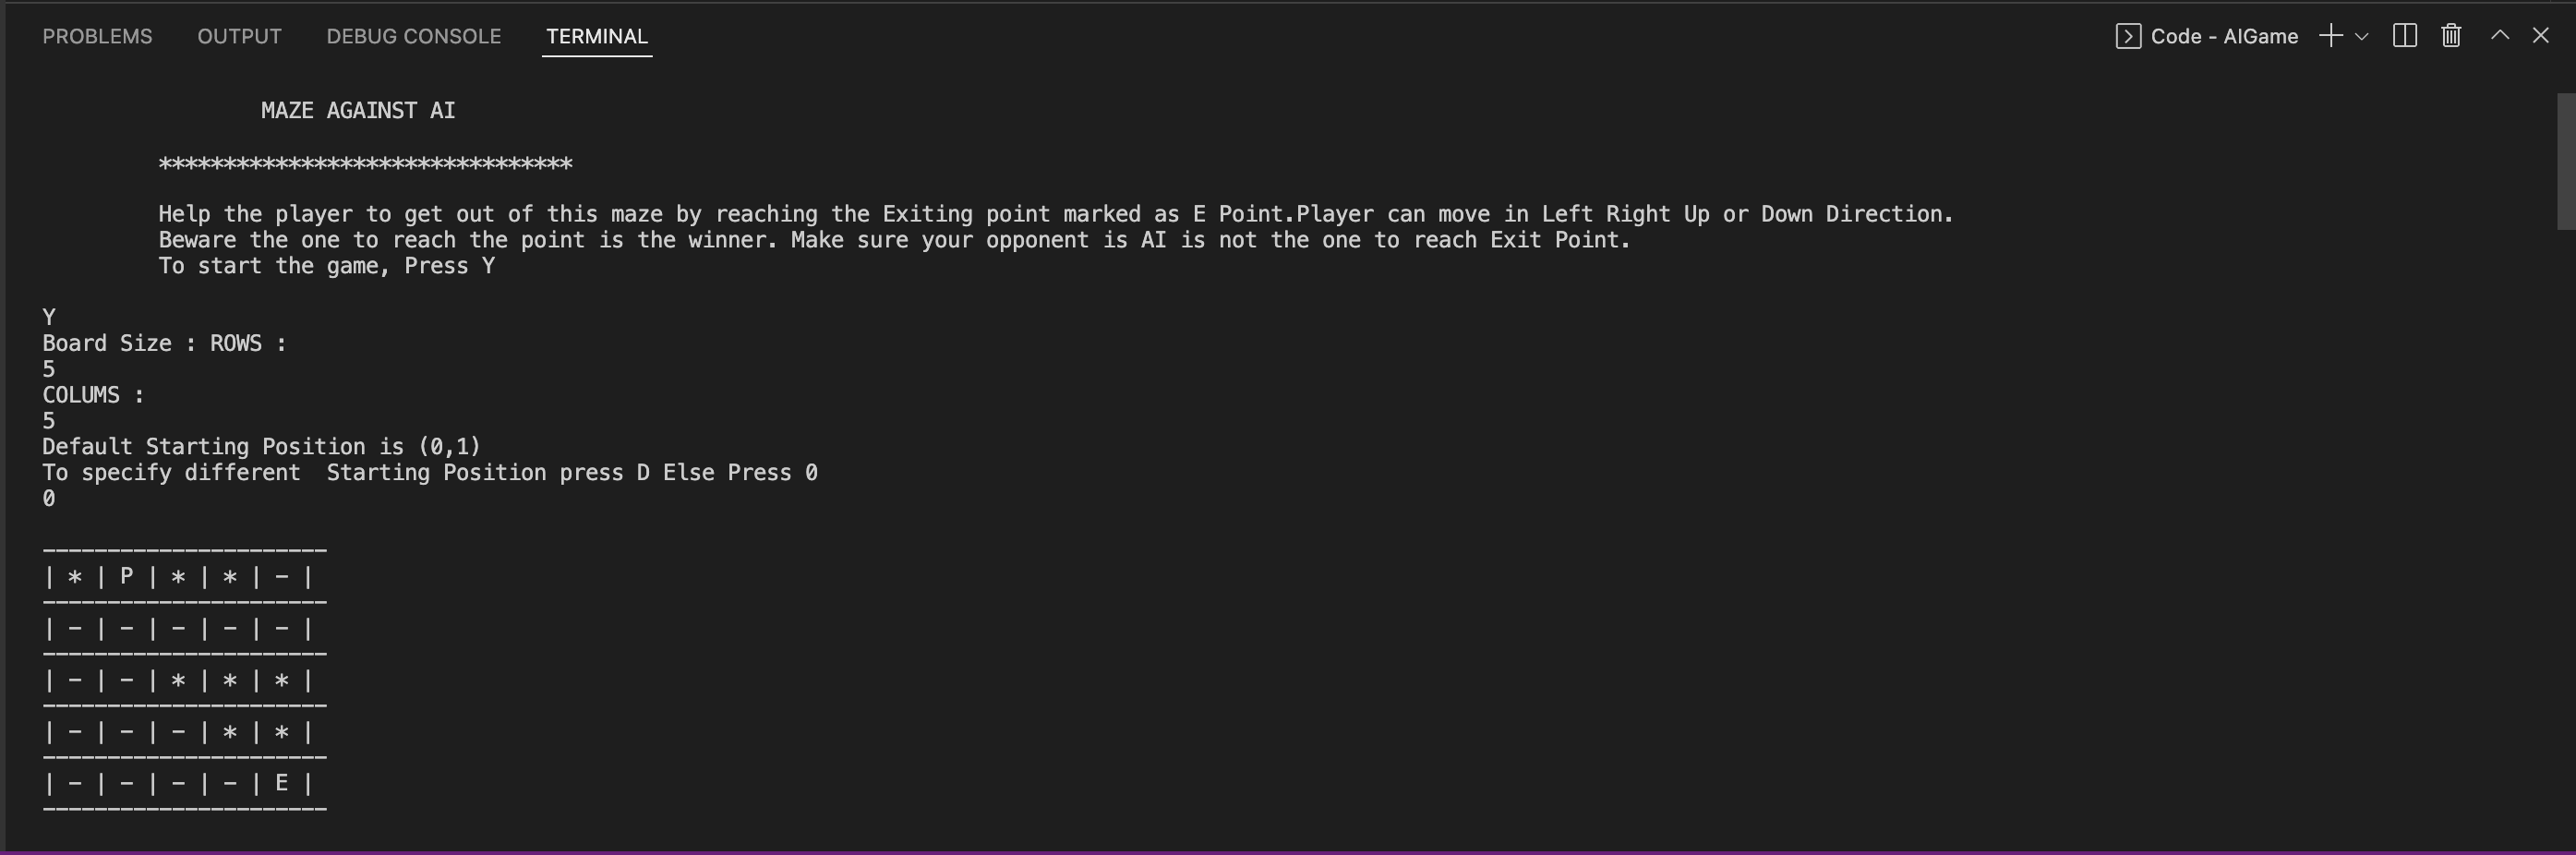 PROBLEMS OUTPUT DEBUG CONSOLE TERMINAL Code - AIGame
MAZE AGAINST AI
********************************
Help the player to get out of this maze by reaching the Exiting point marked as E Point.Player can move in Left Right Up or Down Direction.
Beware the one to reach the point is the winner. Make sure your opponent is AI is not the one to reach Exit Point.
To start the game, Press Y
Y
Board Size : ROWS :
5
COLUMS :
5
Default Starting Position is (0,1)
To specify different  Starting Position press D Else Press 0
0
----------------------
| * | P | * | * | - |
----------------------
| - | - | - | - | - |
----------------------
| - | - | * | * | * |
----------------------
| - | - | - | * | * |
----------------------
| - | - | - | - | E |
----------------------